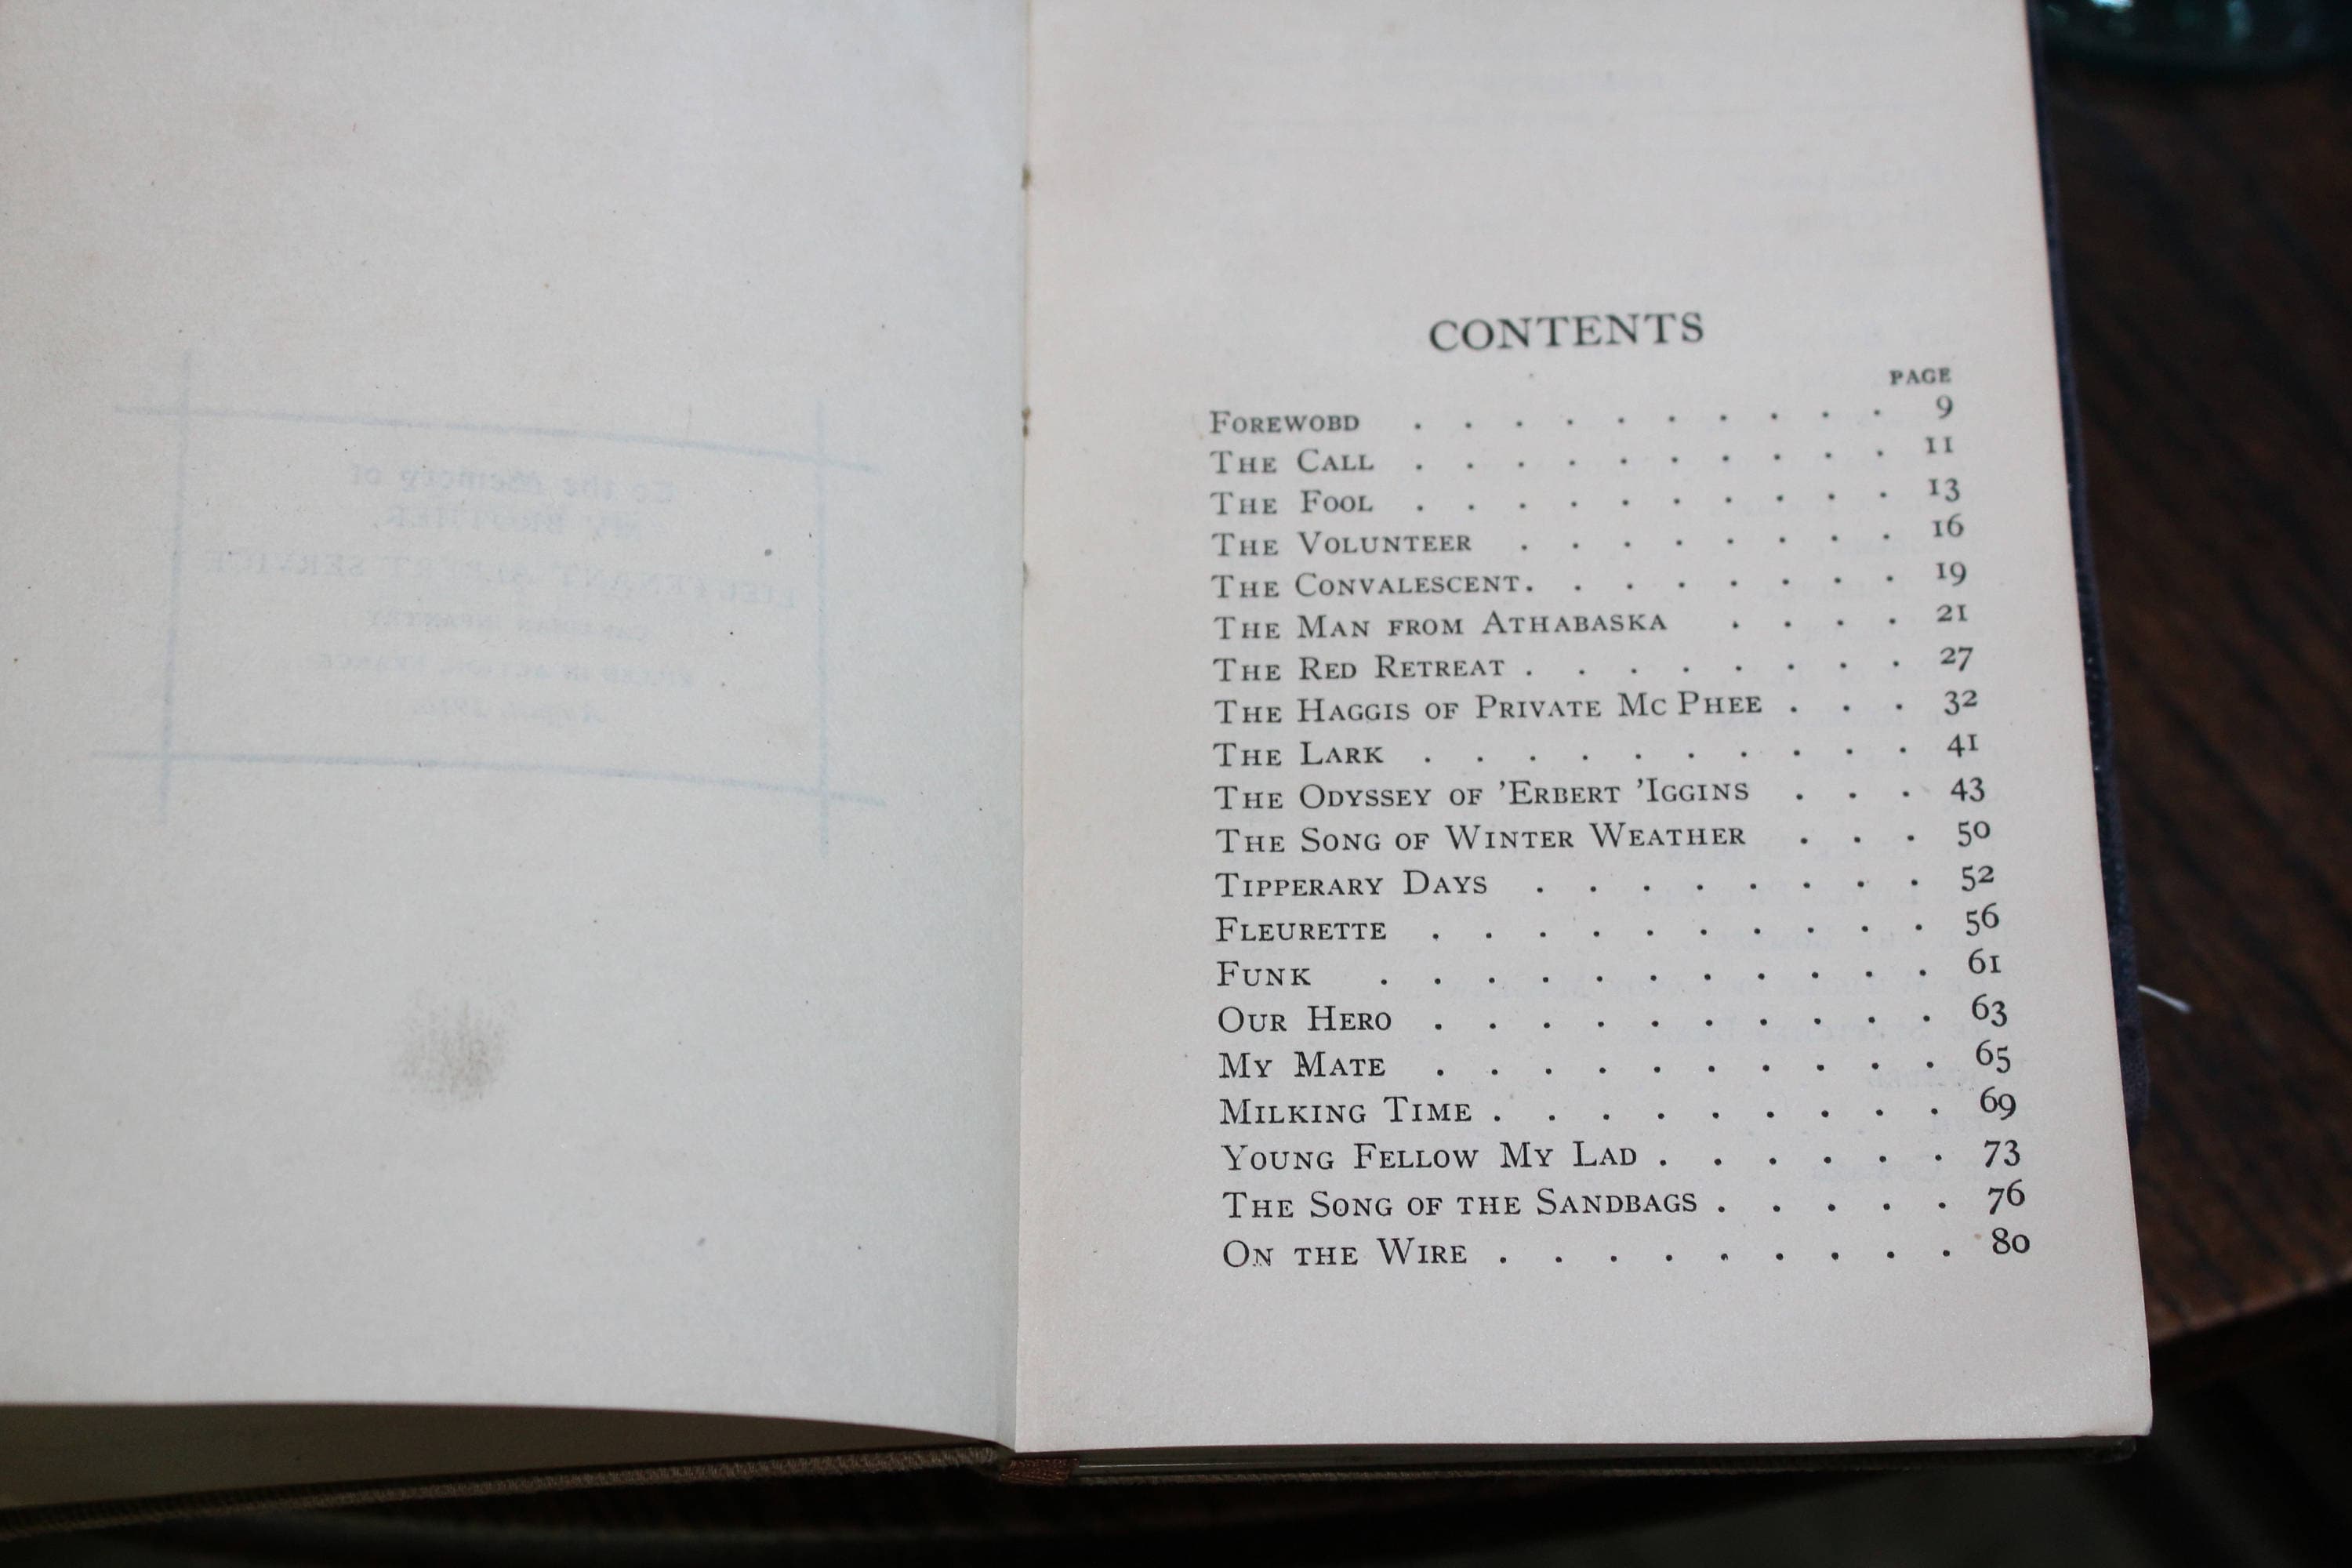 CONTENTS
PAGE
FOREWOBD . . . . . . . . . . 9
THE CALL . . . . . . . . . . 11
THE FOOL . . . . . . . . . . 13
THE VOLUNTEER . . . . . . . . 16
THE CONVALESCENT . . . . . . . . 19
THE MAN FROM ATHABASKA . . . . 21
THE RED RETREAT . . . . . . . . 27
THE HAGGIS OF PRIVATE MC PHEE . . . 32
THE LARK . . . . . . . . . . 41
THE ODYSSEY OF 'ERBERT 'IGGINS . . . 43
THE SONG OF WINTER WEATHER . . . 50
TIPPERARY DAYS . . . . . . . . 52
FLEURETTE . . . . . . . . . . 56
FUNK . . . . . . . . . . . 61
OUR HERO . . . . . . . . . . 63
MY MATE . . . . . . . . . . 65
MILKING TIME . . . . . . . . . 69
YOUNG FELLOW MY LAD . . . . . . 73
THE SONG OF THE SANDBAGS . . . . . 76
ON THE WIRE . . . . . . . . . 80